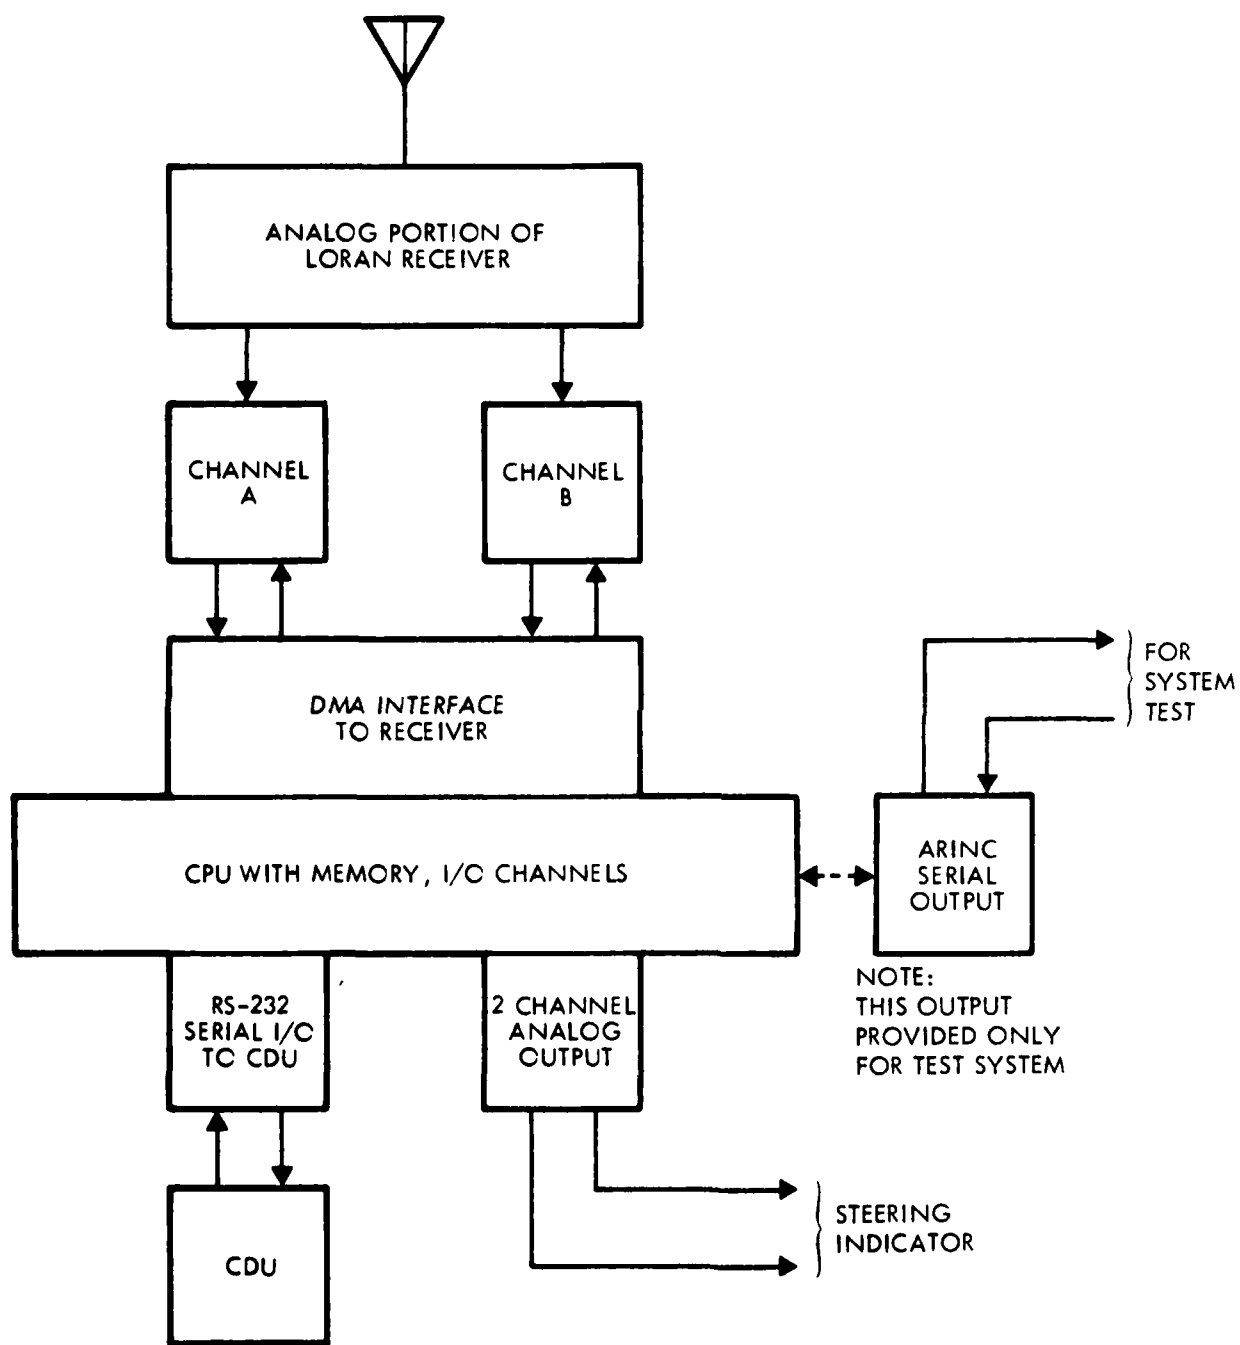 ANALOG PORTION OF
LORAN RECEIVER
CHANNEL
A
CHANNEL
B
DMA INTERFACE
TO RECEIVER
FOR
SYSTEM
TEST
CPU WITH MEMORY, I/O CHANNELS
ARINC
SERIAL
OUTPUT
NOTE:
THIS OUTPUT
PROVIDED ONLY
FOR TEST SYSTEM
RS-232
SERIAL I/O
TO CDU
2 CHANNEL
ANALOG
OUTPUT
STEERING
INDICATOR
CDU